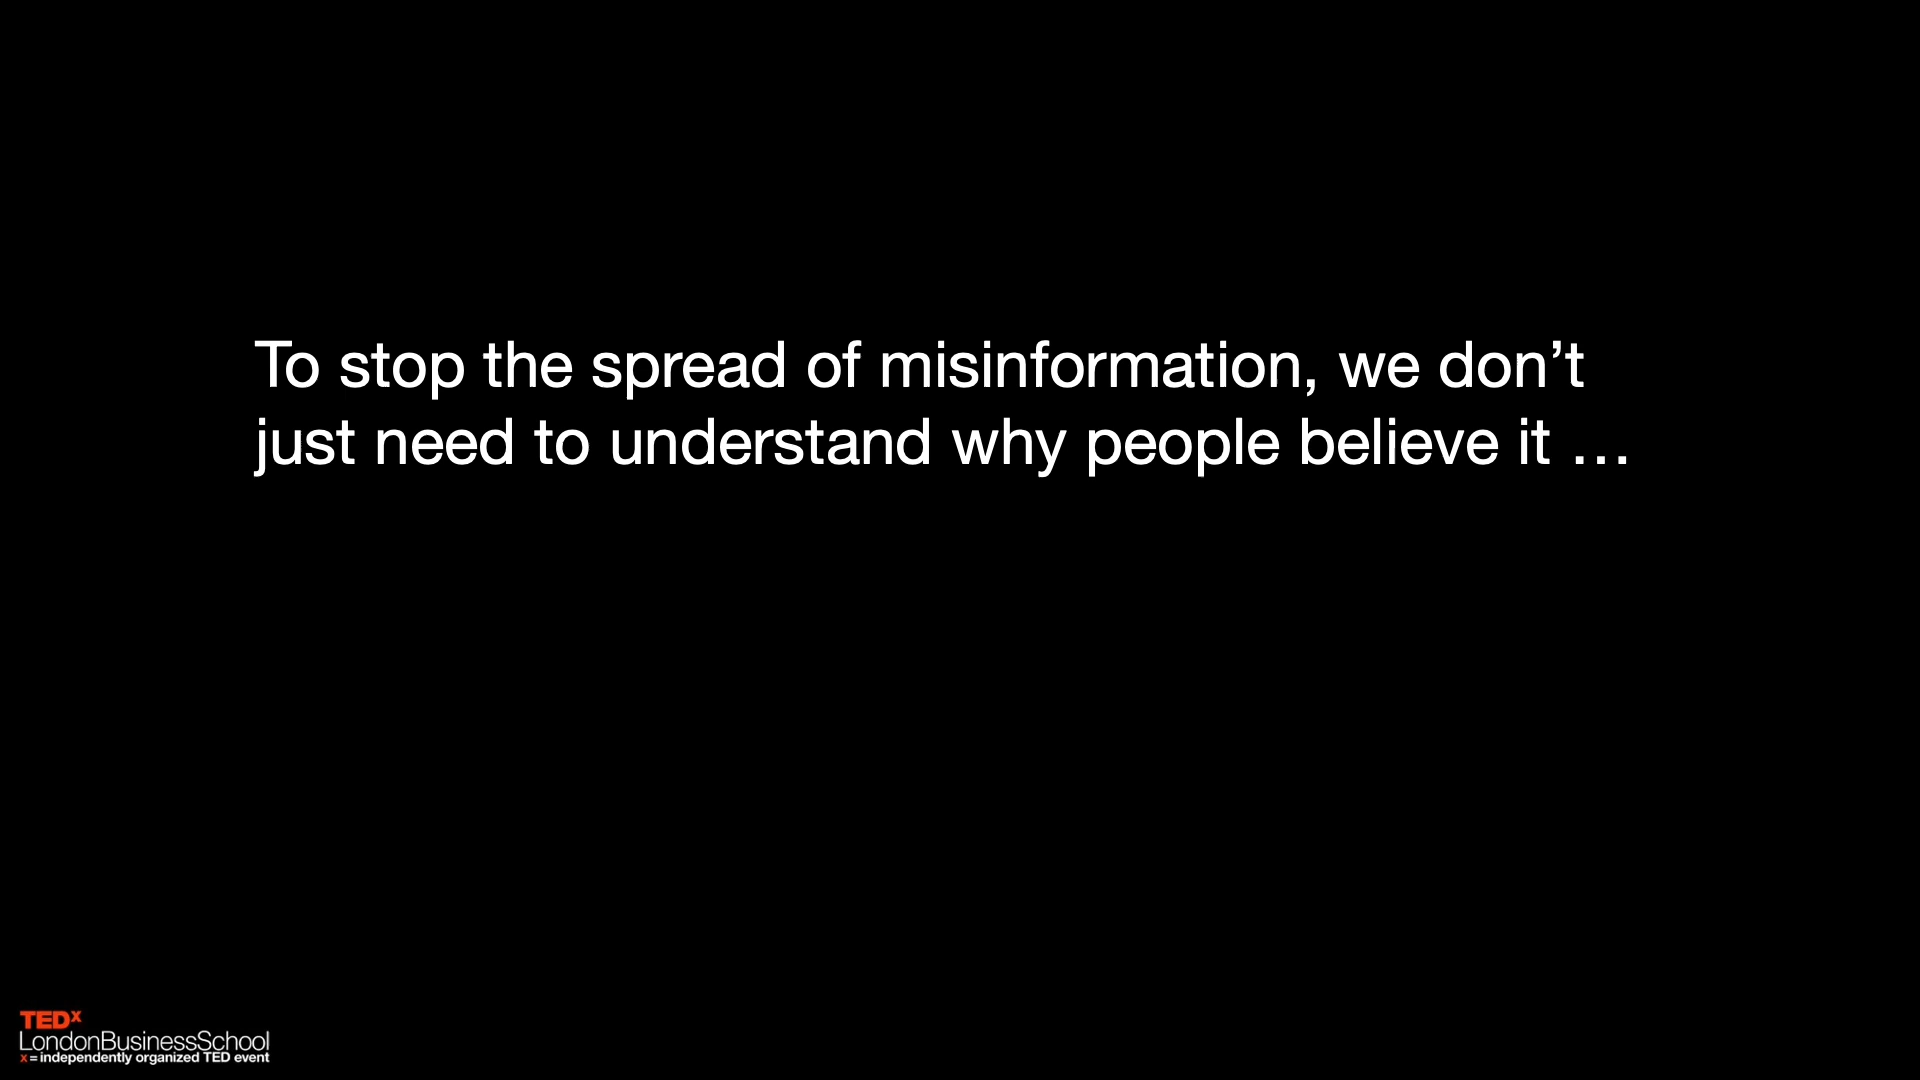 To stop the spread of misinformation, we don’t
just need to understand why people believe it …
TEDx
LondonBusinessSchool
x = independently organized TED event